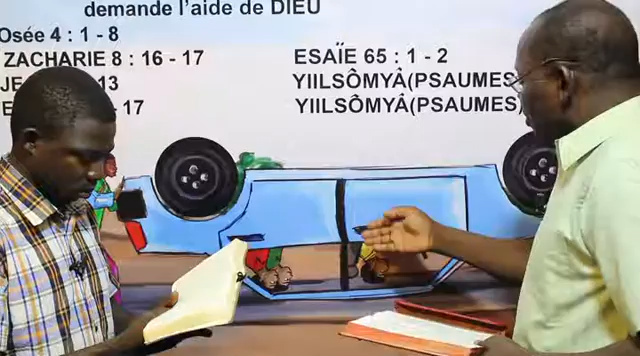 demande l'aide de DIEU
Osée 4 : 1 - 8
ZACHARIE 8 : 16 - 17
13
- 17
ESAÏE 65 : 1 - 2
YIILSÔMYÂ(PSAUMES
YIILSÔMYÂ(PSAUMES)